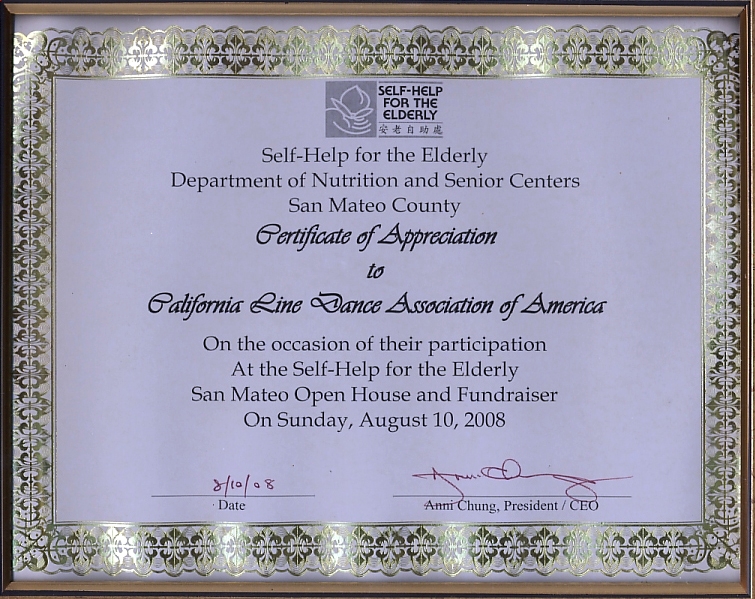 SELF-HELP
FOR THE
ELDERLY
安老自助處
Self-Help for the Elderly
Department of Nutrition and Senior Centers
San Mateo County
Certificate of Appreciation
to
California Line Dance Association of America
On the occasion of their participation
At the Self-Help for the Elderly
San Mateo Open House and Fundraiser
On Sunday, August 10, 2008
8/10/08
Date
Anni Chung, President / CEO